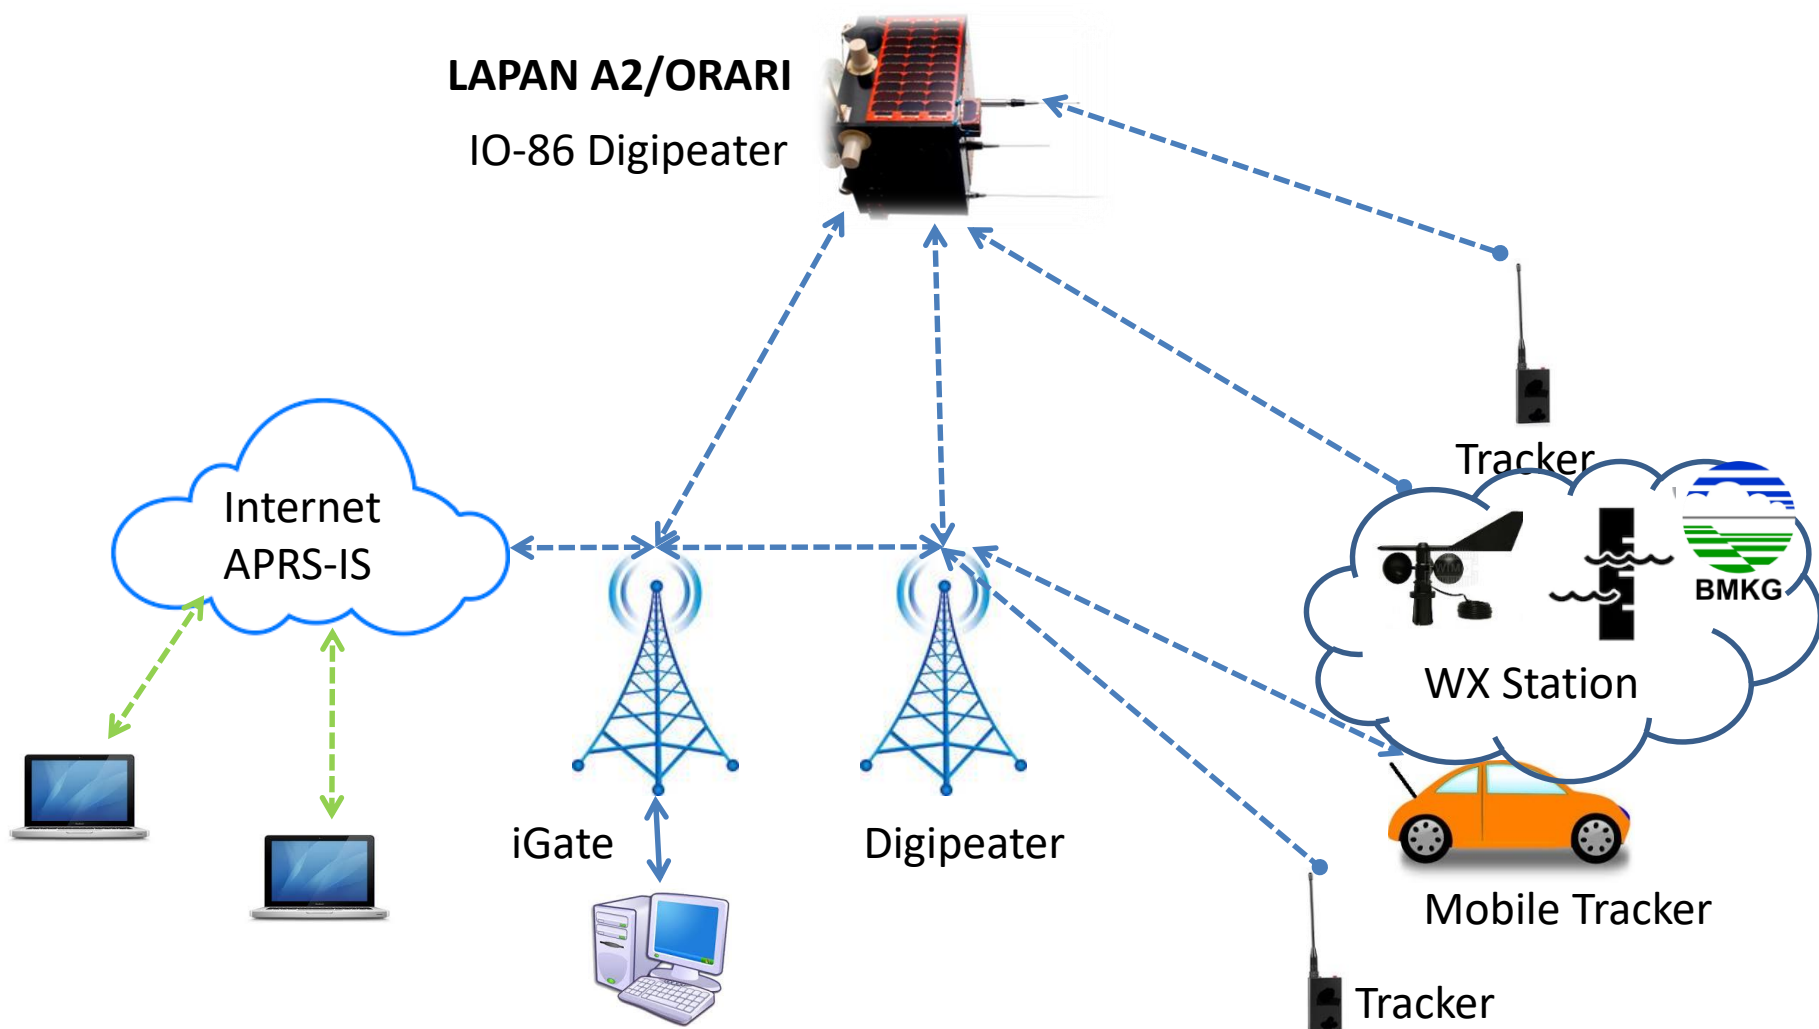 LAPAN A2/ORARI
IO-86 Digipeater
Tracker
Internet
APRS-IS
BMKG
WX Station
iGate
Digipeater
Mobile Tracker
Tracker